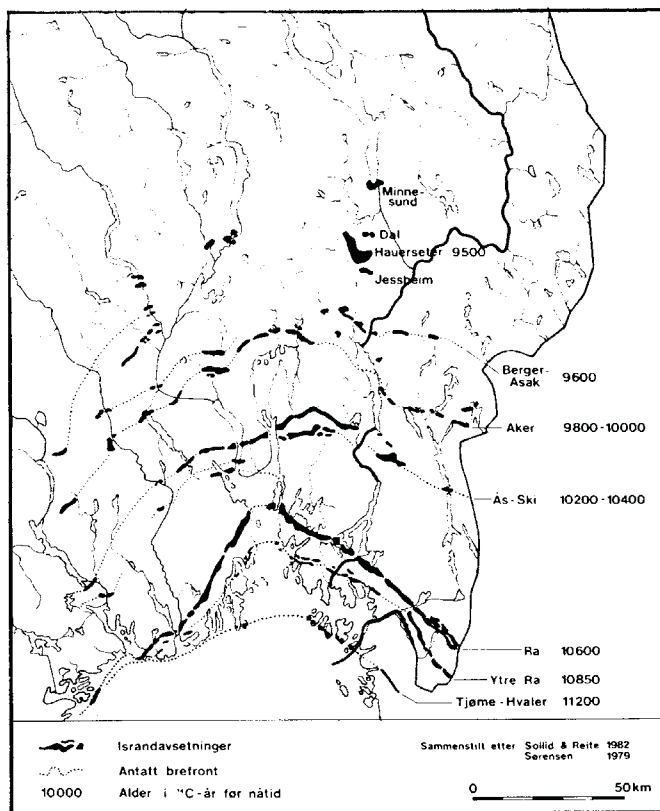 Minne-
sund
Dal
Hauerseter 9500
Jessheim
Berger-
Asak 9600
Aker 9800-10000
Ås-Ski 10200-10400
Ra 10600
Ytre Ra 10850
Tjøme-Hvaler 11200
Israndavsetninger
Antatt brefront
10000 Alder i ¹⁴C-år før nåtid
Sammenstilt etter Sollid & Reite 1982
Sørensen 1979
0 50km